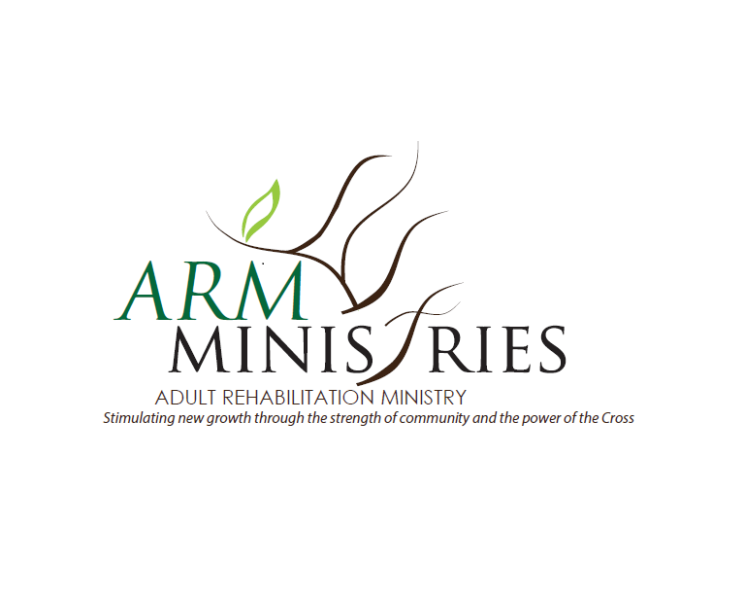 ARM
MINISTRIES
ADULT REHABILITATION MINISTRY
Stimulating new growth through the strength of community and the power of the Cross